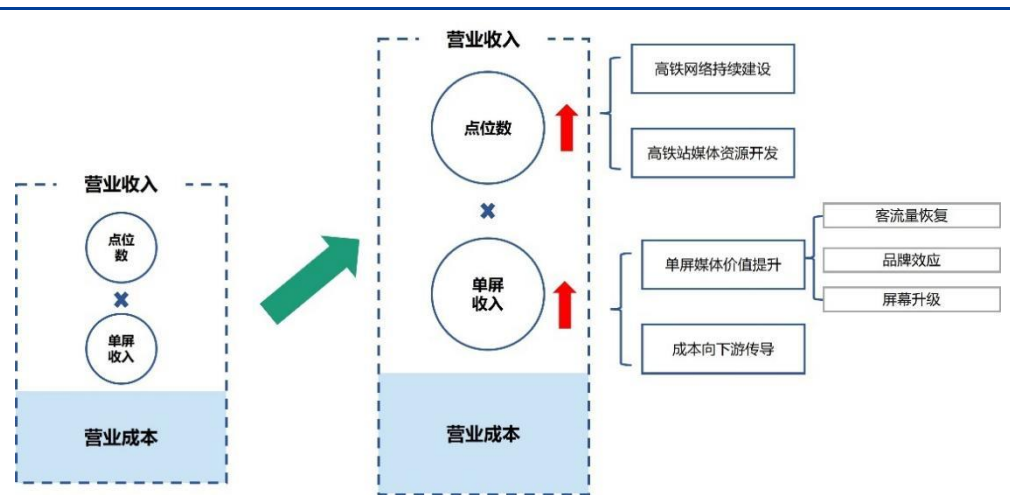 营业收入
点位
数
单屏
收入
营业成本
营业收入
点位数
单屏
收入
营业成本
高铁网络持续建设
高铁站媒体资源开发
单屏媒体价值提升
成本向下游传导
客流量恢复
品牌效应
屏幕升级